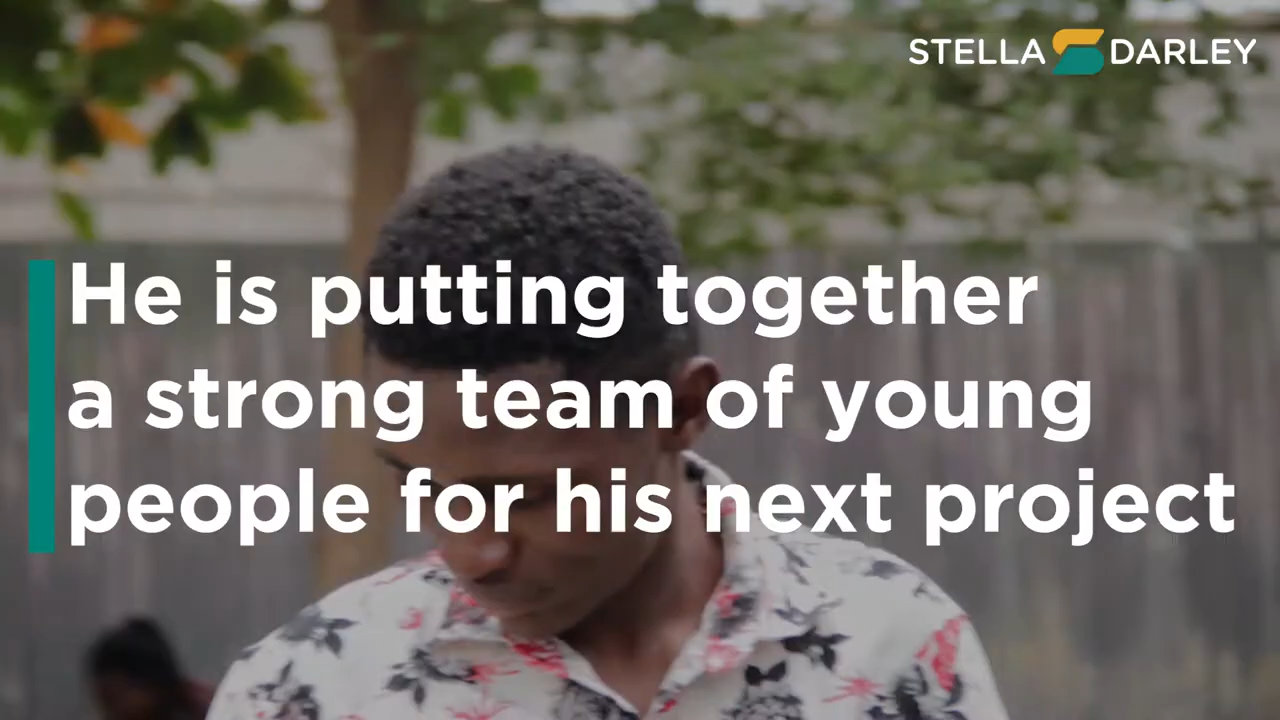 STELLA DARLEY
He is putting together
a strong team of young
people for his next project